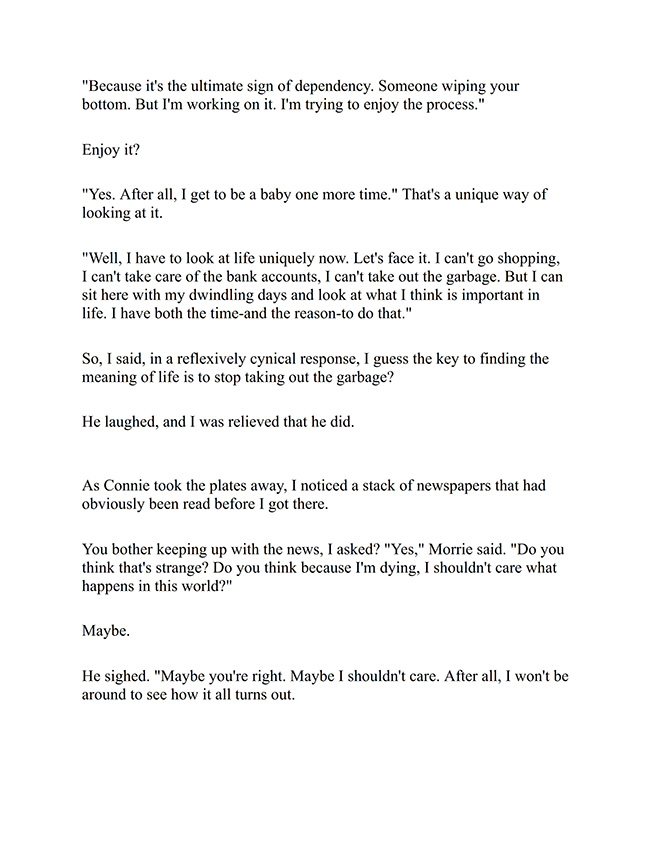 "Because it's the ultimate sign of dependency. Someone wiping your
bottom. But I'm working on it. I'm trying to enjoy the process."
Enjoy it?
"Yes. After all, I get to be a baby one more time." That's a unique way of
looking at it.
"Well, I have to look at life uniquely now. Let's face it. I can't go shopping,
I can't take care of the bank accounts, I can't take out the garbage. But I can
sit here with my dwindling days and look at what I think is important in
life. I have both the time-and the reason-to do that."
So, I said, in a reflexively cynical response, I guess the key to finding the
meaning of life is to stop taking out the garbage?
He laughed, and I was relieved that he did.
As Connie took the plates away, I noticed a stack of newspapers that had
obviously been read before I got there.
You bother keeping up with the news, I asked? "Yes," Morrie said. "Do you
think that's strange? Do you think because I'm dying, I shouldn't care what
happens in this world?"
Maybe.
He sighed. "Maybe you're right. Maybe I shouldn't care. After all, I won't be
around to see how it all turns out.